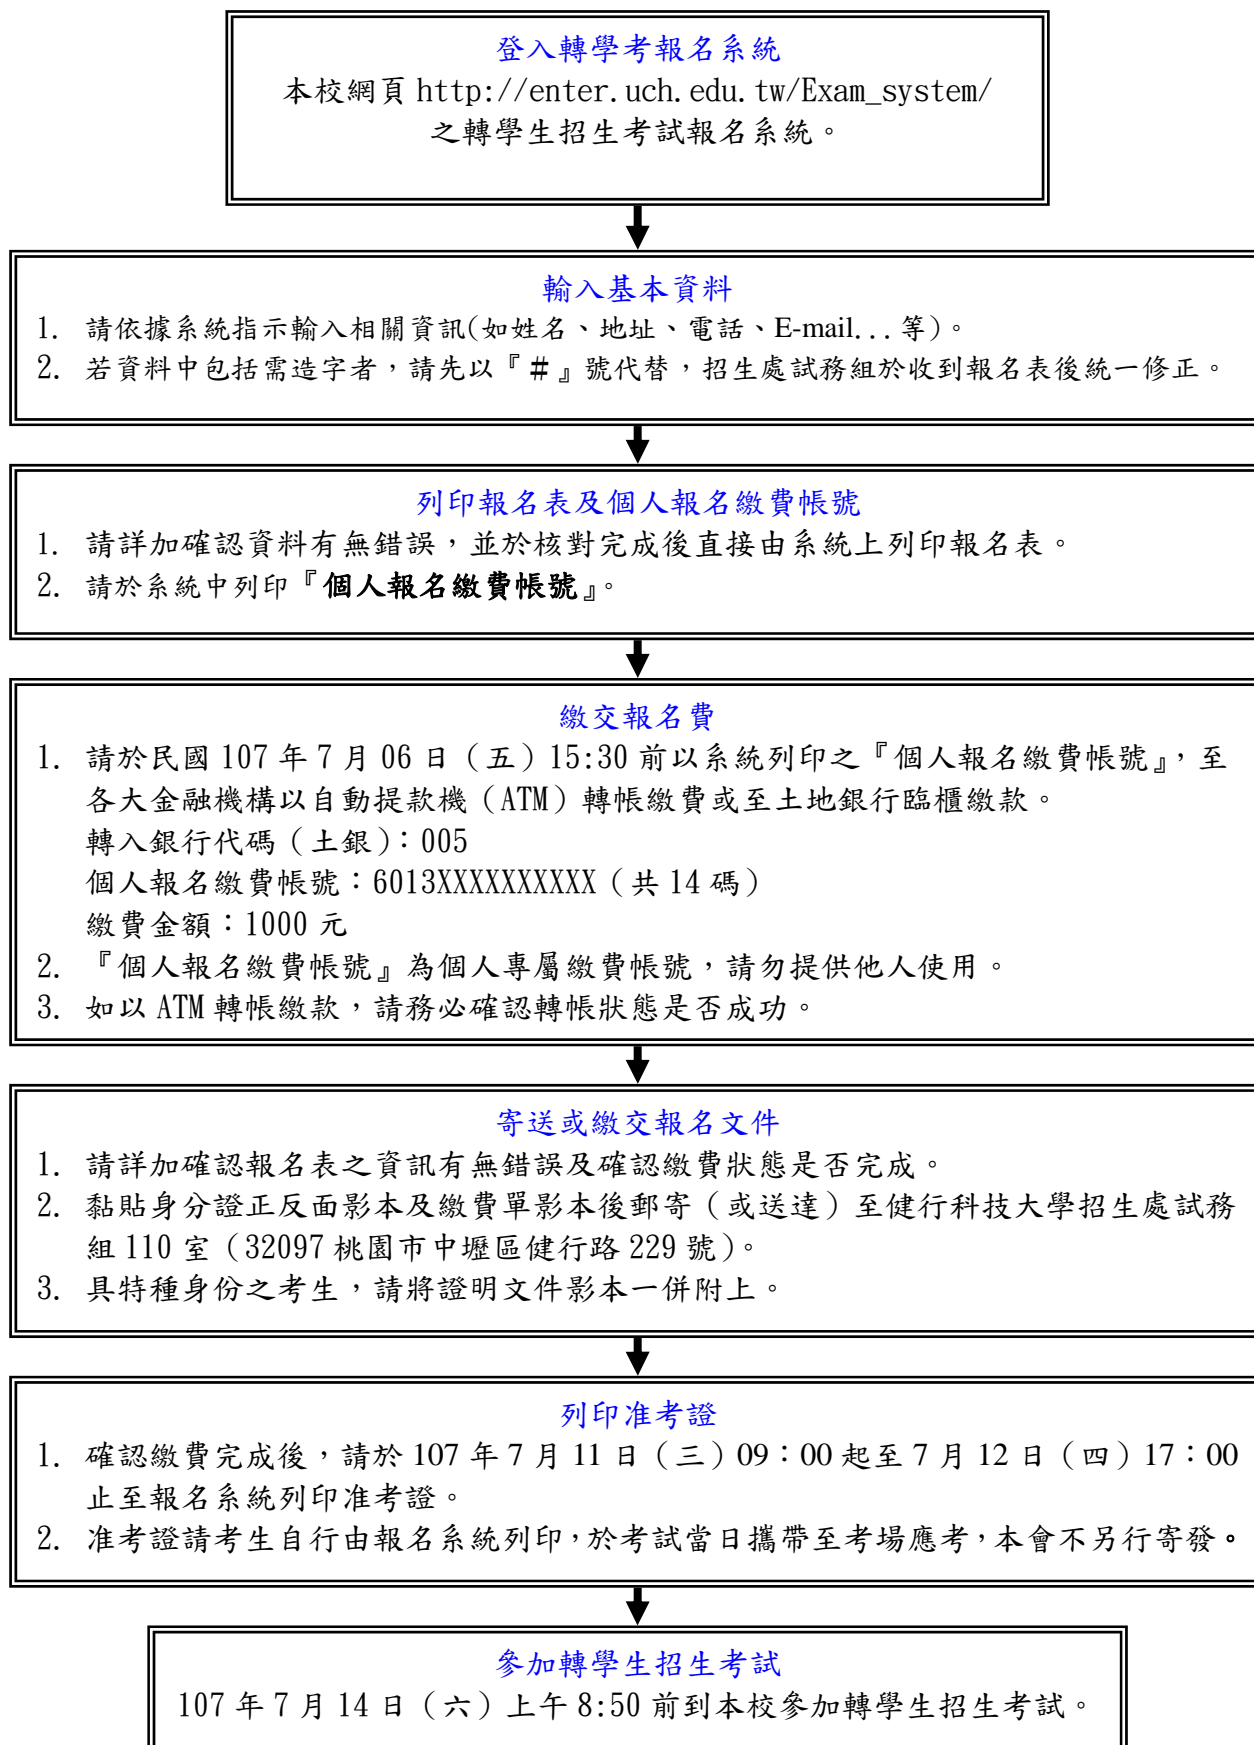 登入轉學考報名系統
本校網頁 http://enter.uch.edu.tw/Exam_system/
之轉學生招生考試報名系統。
輸入基本資料
1. 請依據系統指示輸入相關資訊(如姓名、地址、電話、E-mail...等)。
2. 若資料中包括需造字者，請先以『＃』號代替，招生處試務組於收到報名表後統一修正。
列印報名表及個人報名繳費帳號
1. 請詳加確認資料有無錯誤，並於核對完成後直接由系統上列印報名表。
2. 請於系統中列印『個人報名繳費帳號』。
繳交報名費
1. 請於民國 107 年 7 月 06 日（五）15:30 前以系統列印之『個人報名繳費帳號』，至
各大金融機構以自動提款機（ATM）轉帳繳費或至土地銀行臨櫃繳款。
轉入銀行代碼（土銀）：005
個人報名繳費帳號：6013XXXXXXXXXX（共 14 碼）
繳費金額：1000 元
2. 『個人報名繳費帳號』為個人專屬繳費帳號，請勿提供他人使用。
3. 如以 ATM 轉帳繳款，請務必確認轉帳狀態是否成功。
寄送或繳交報名文件
1. 請詳加確認報名表之資訊有無錯誤及確認繳費狀態是否完成。
2. 黏貼身分證正反面影本及繳費單影本後郵寄（或送達）至健行科技大學招生處試務
組 110 室（32097 桃園市中壢區健行路 229 號）。
3. 具特種身份之考生，請將證明文件影本一併附上。
列印准考證
1. 確認繳費完成後，請於 107 年 7 月 11 日（三）09：00 起至 7 月 12 日（四）17：00
止至報名系統列印准考證。
2. 准考證請考生自行由報名系統列印，於考試當日攜帶至考場應考，本會不另行寄發。
參加轉學生招生考試
107 年 7 月 14 日（六）上午 8:50 前到本校參加轉學生招生考試。